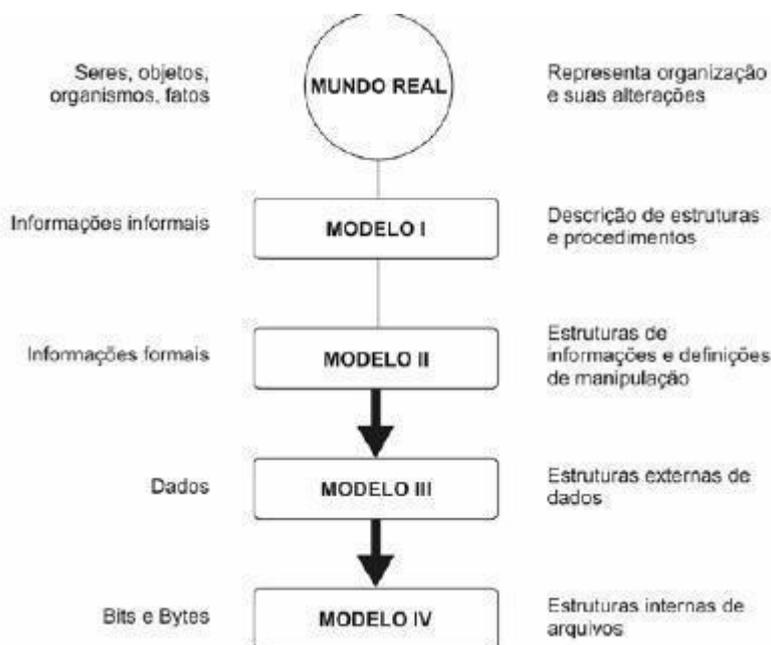 Seres, objetos,
organismos, fatos
MUNDO REAL
Representa organização
e suas alterações
Informações informais
MODELO I
Descrição de estruturas
e procedimentos
Informações formais
MODELO II
Estruturas de
informações e definições
de manipulação
Dados
MODELO III
Estruturas externas de
dados
Bits e Bytes
MODELO IV
Estruturas internas de
arquivos